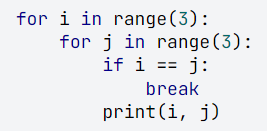 for i in range(3):
    for j in range(3):
        if i == j:
            break
        print(i, j)